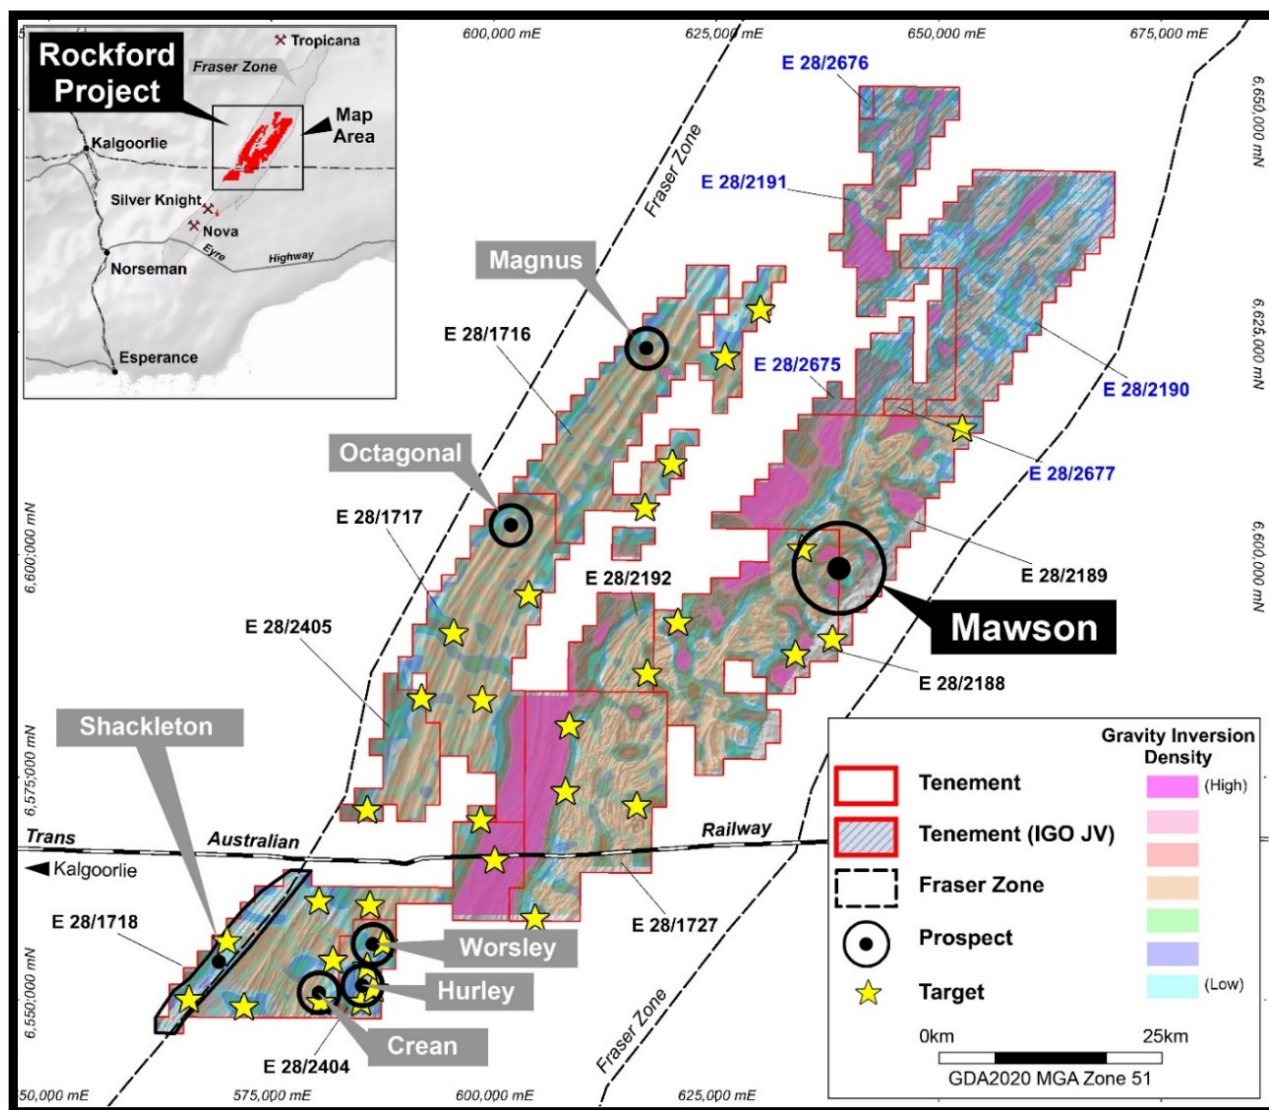 600,000 mE
625,000 mE
650,000 mE
675,000 mE
Rockford
Project
Tropicana
Fraser Zone
Map
Area
Kalgoorlie
Silver Knight
Nova
Eyre
Highway
Norseman
Esperance
E 28/2676
6,650,000 mN
Fraser Zone
E 28/2191
Magnus
E 28/1716
E 28/2675
6,625,000 mN
E 28/2190
Octagonal
E 28/2677
E 28/1717
6,600,000 mN
6,600,000 mN
E 28/2192
E 28/2189
E 28/2405
Mawson
E 28/2188
Shackleton
6,575,000 mN
Trans
Australian
Railway
Kalgoorlie
E 28/1718
E 28/1727
Worsley
Hurley
Crean
6,550,000 mN
E 28/2404
Fraser Zone
Gravity Inversion
Density
Tenement
(High)
Tenement (IGO JV)
Fraser Zone
Prospect
Target
(Low)
0km
25km
GDA2020 MGA Zone 51
50,000 mE
575,000 mE
600,000 mE
625,000 mE